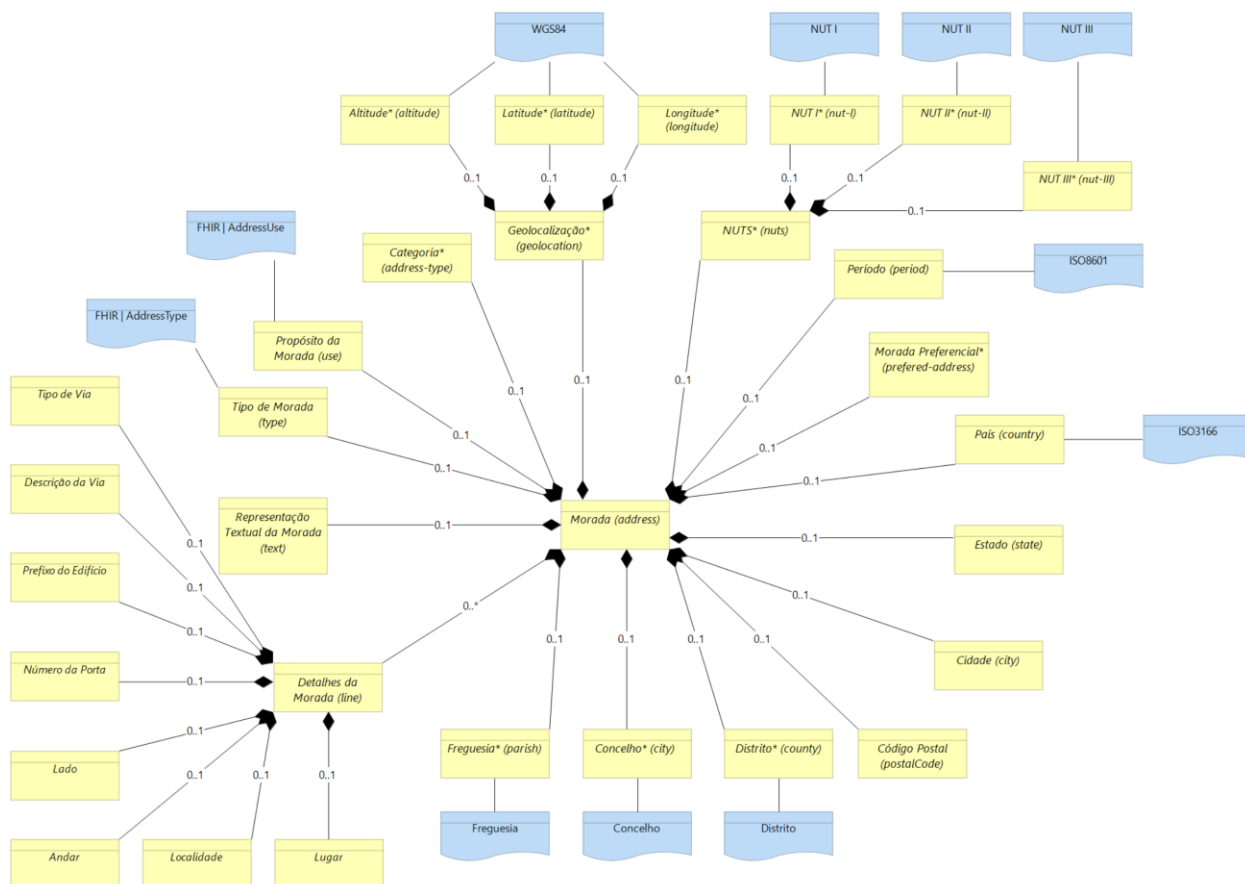 WGS84
NUT I
NUT II
NUT III
Altitude* (altitude)
Latitude* (latitude)
Longitude*
(longitude)
NUT I* (nut-I)
NUT II* (nut-II)
NUT III* (nut-III)
0..1
0..1
0..1
0..1
0..1
0..1
FHIR | AddressUse
Categoria*
(address-type)
Geolocalização*
(geolocation)
NUTS* (nuts)
Período (period)
ISO8601
FHIR | AddressType
Propósito da
Morada (use)
Morada Preferencial*
(prefered-address)
Tipo de Via
Tipo de Morada
(type)
País (country)
ISO3166
0..1
0..1
0..1
0..1
0..1
0..1
0..1
0..1
Descrição da Via
Representação
Textual da Morada
(text)
0..1
Morada (address)
0..1
Estado (state)
Prefixo do Edifício
0..1
0..1
0..1
0..*
0..1
Cidade (city)
Número da Porta
0..1
Detalhes da
Morada (line)
0..1
0..1
0..1
0..1
Lado
0..1
0..1
0..1
0..1
Freguesia* (parish)
Concelho* (city)
Distrito* (county)
Código Postal
(postalCode)
Andar
Localidade
Lugar
Freguesia
Concelho
Distrito